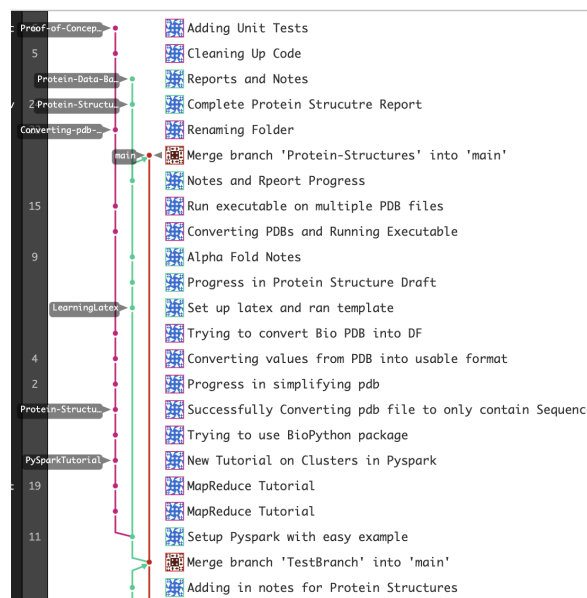 Proof-of-Concep… Adding Unit Tests
5 Cleaning Up Code
Protein-Data-Ba… Reports and Notes
2 Protein-Structu… Complete Protein Strucutre Report
Converting-pdb-… Renaming Folder
main Merge branch 'Protein-Structures' into 'main'
Notes and Rpeort Progress
15 Run executable on multiple PDB files
Converting PDBs and Running Executable
9 Alpha Fold Notes
Progress in Protein Structure Draft
LearningLatex Set up latex and ran template
Trying to convert Bio PDB into DF
4 Converting values from PDB into usable format
2 Progress in simplifying pdb
Protein-Structu… Successfully Converting pdb file to only contain Sequenc
Trying to use BioPython package
PySparkTutorial New Tutorial on Clusters in Pyspark
19 MapReduce Tutorial
MapReduce Tutorial
11 Setup Pyspark with easy example
Merge branch 'TestBranch' into 'main'
Adding in notes for Protein Structures